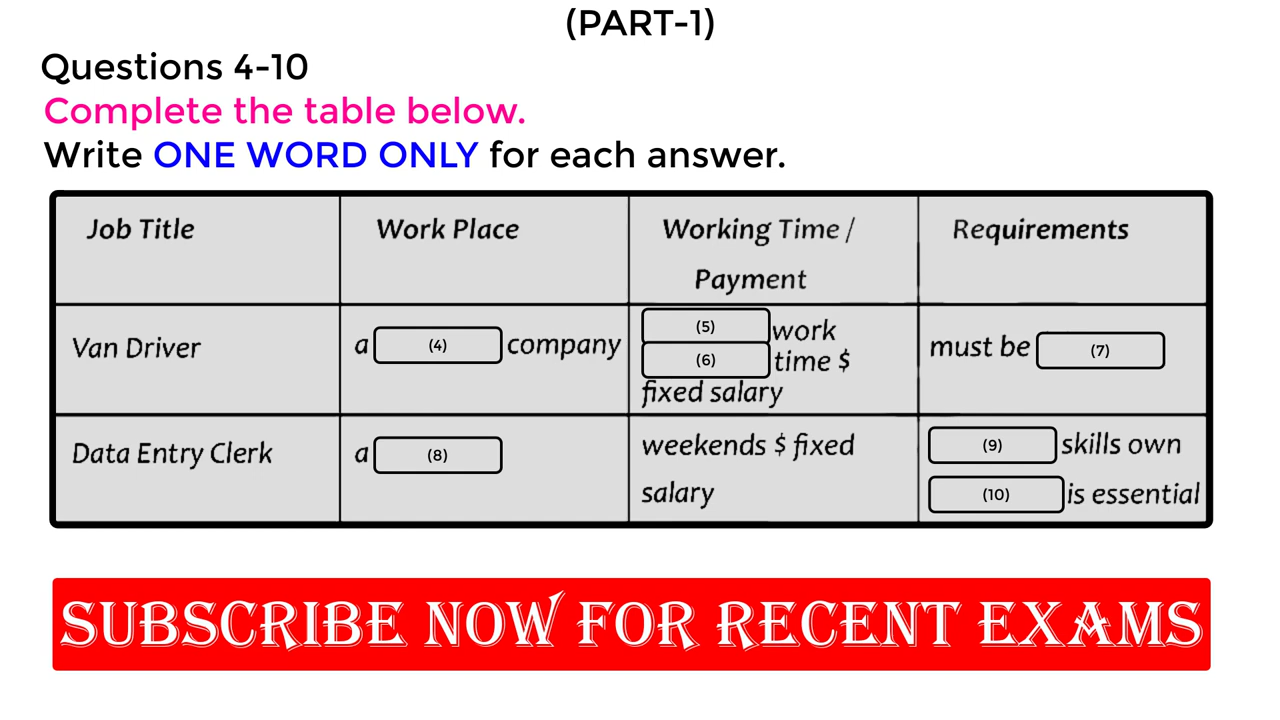 (PART-1)
Questions 4-10
Complete the table below.
Write ONE WORD ONLY for each answer.
Job Title
Work Place
Working Time /
Payment
Requirements
Van Driver
a (4) company
(5) work
(6) time $
fixed salary
must be (7)
Data Entry Clerk
a (8)
weekends $ fixed
salary
(9) skills own
(10) is essential
SUBSCRIBE NOW FOR RECENT EXAMS